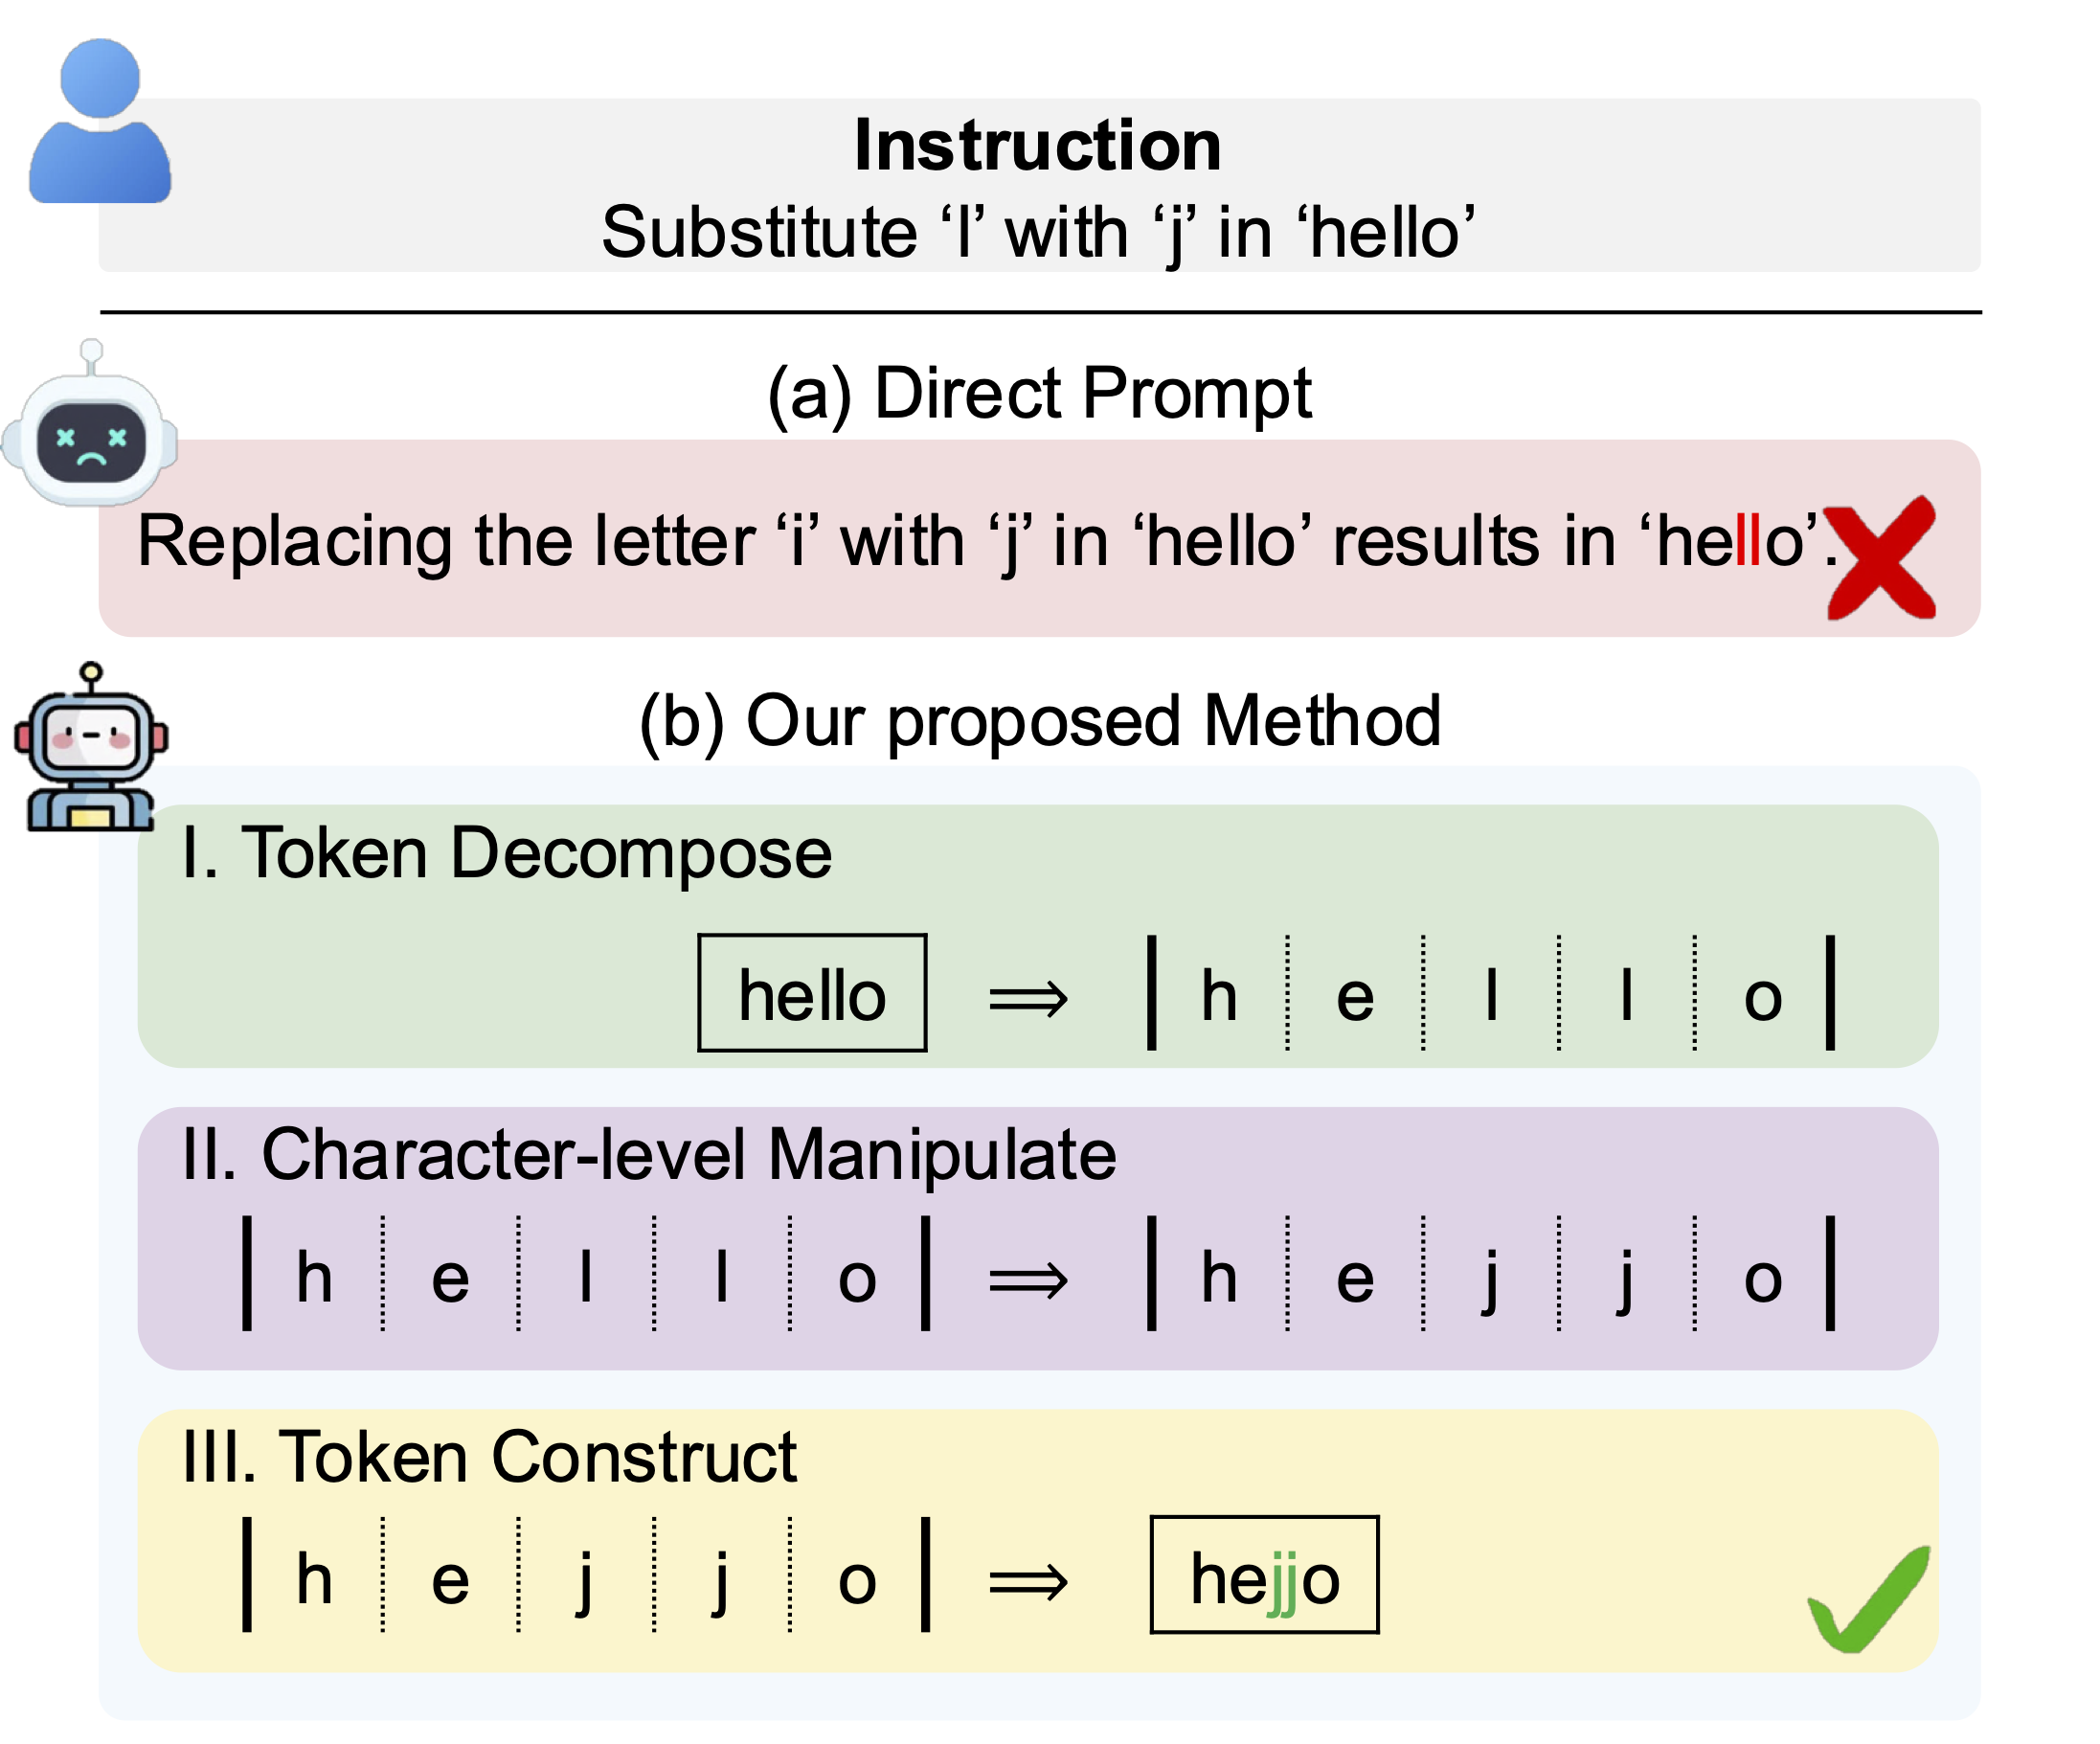 Instruction
Substitute ‘l’ with ‘j’ in ‘hello’
(a) Direct Prompt
Replacing the letter ‘i’ with ‘j’ in ‘hello’ results in ‘hello’.
(b) Our proposed Method
I. Token Decompose
hello ⇒ | h e l l o |
II. Character-level Manipulate
| h e l l o | ⇒ | h e j j o |
III. Token Construct
| h e j j o | ⇒ hejjo